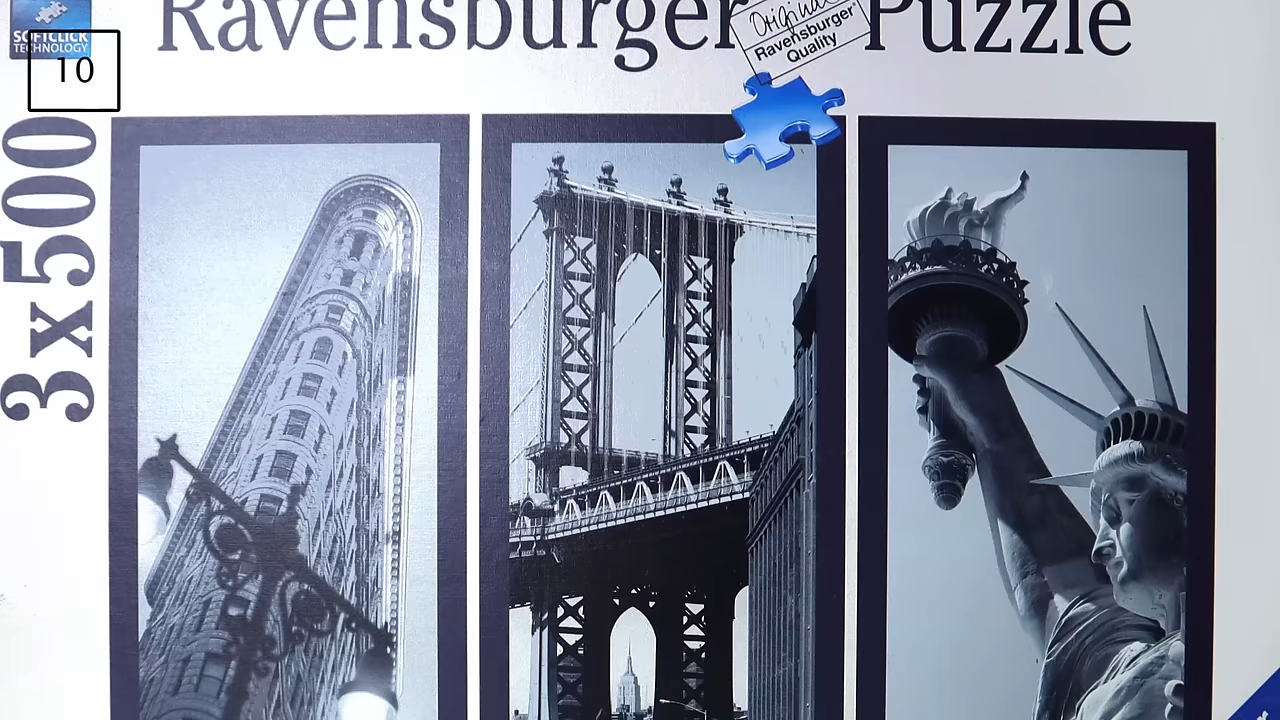 Ravensburger Puzzle
Original
Ravensburger
Quality
SOFTCLICK
TECHNOLOGY
10
3x500